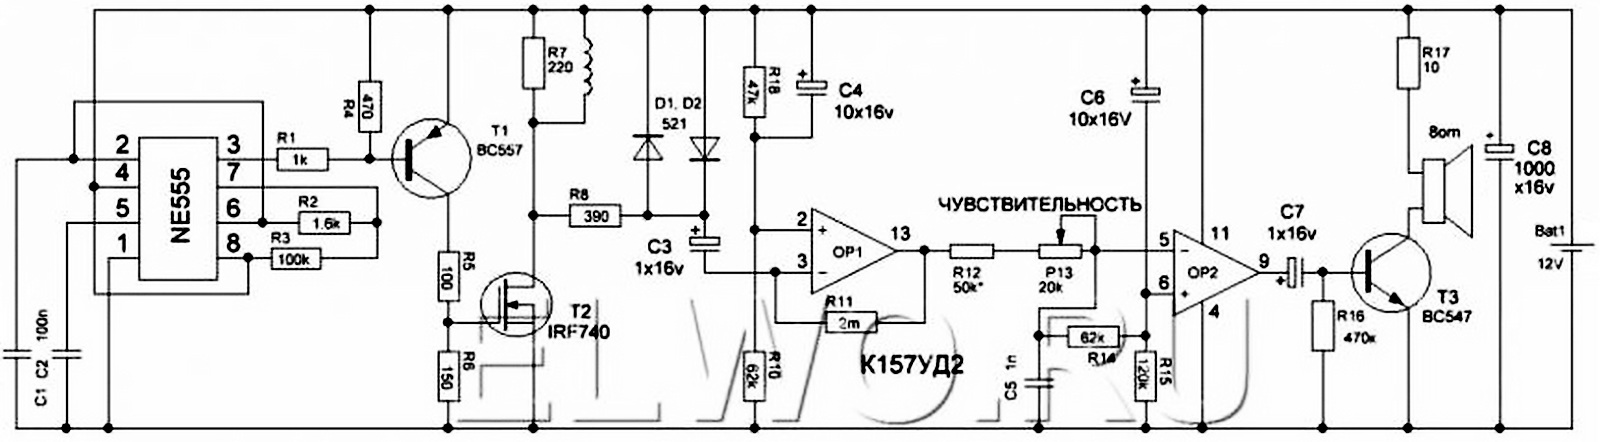 NE555
2
4
5
1
3
7
6
8
R1
1k
R2
1.6k
R3
100k
R4
470
C1 C2 100n
T1
BC557
R5
100
R6
150
R7
220
T2
IRF740
R8
390
D1, D2
521
C3
1x16v
R18
47k
C4
10x16v
2
3
+
−
OP1
13
R11
2m
R10
62k
К157УД2
R12
50k*
ЧУВСТВИТЕЛЬНОСТЬ
P13
20k
C6
10x16V
5
6
−
+
OP2
11
4
9
62k
R14
C5 1n
R15
120k
C7
1x16v
R16
470к
T3
BC547
R17
10
8om
C8
1000
x16v
Bat1
12V
ELWO.RU